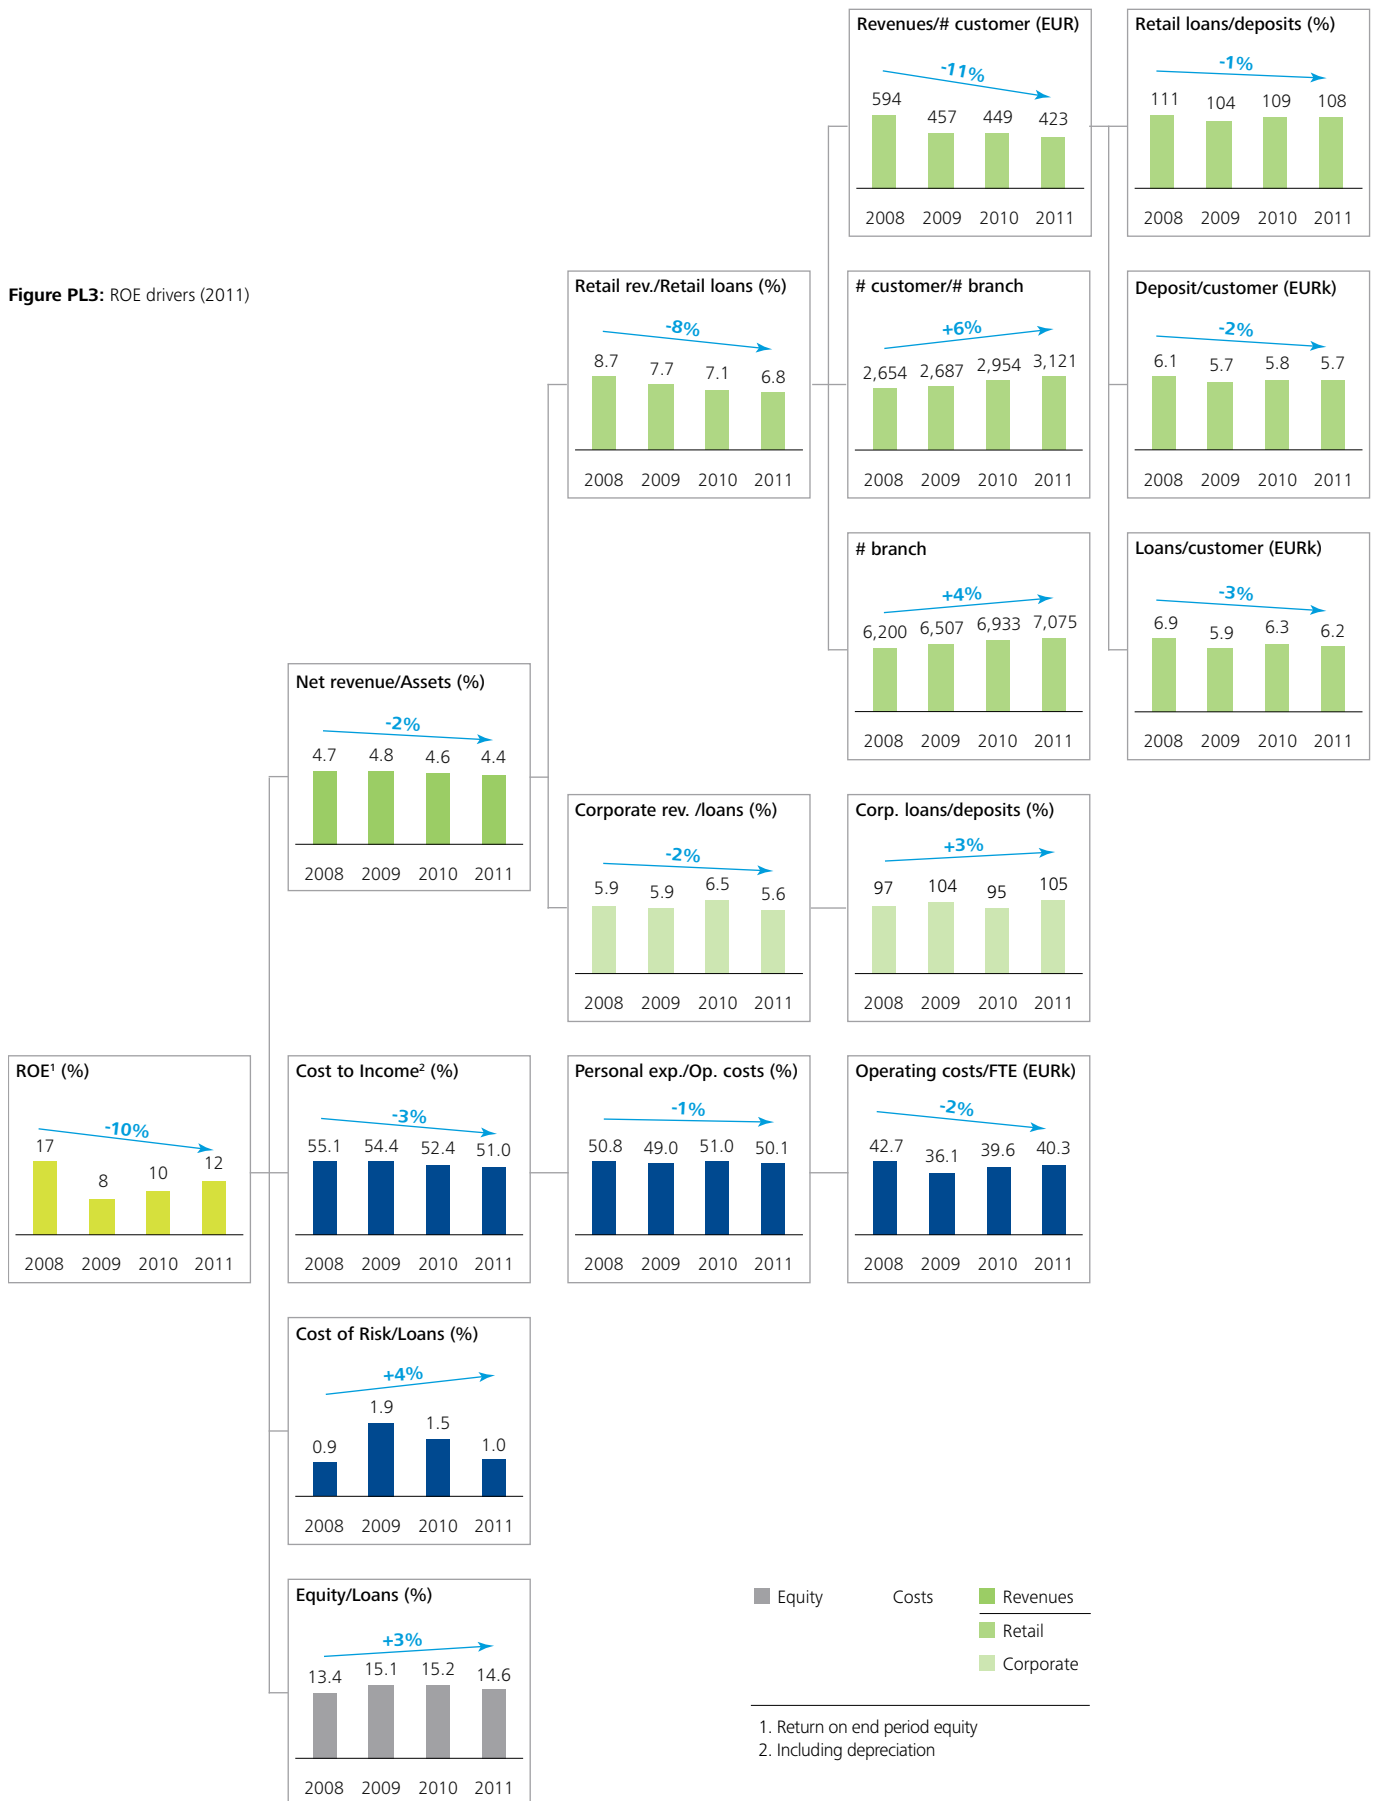 Revenues/# customer (EUR)
-11%
594 457 449 423
2008 2009 2010 2011
Retail loans/deposits (%)
-1%
111 104 109 108
2008 2009 2010 2011
Figure PL3: ROE drivers (2011)
Retail rev./Retail loans (%)
-8%
8.7 7.7 7.1 6.8
2008 2009 2010 2011
# customer/# branch
+6%
2,654 2,687 2,954 3,121
2008 2009 2010 2011
Deposit/customer (EURk)
-2%
6.1 5.7 5.8 5.7
2008 2009 2010 2011
# branch
+4%
6,200 6,507 6,933 7,075
2008 2009 2010 2011
Loans/customer (EURk)
-3%
6.9 5.9 6.3 6.2
2008 2009 2010 2011
Net revenue/Assets (%)
-2%
4.7 4.8 4.6 4.4
2008 2009 2010 2011
Corporate rev. /loans (%)
-2%
5.9 5.9 6.5 5.6
2008 2009 2010 2011
Corp. loans/deposits (%)
+3%
97 104 95 105
2008 2009 2010 2011
ROE¹ (%)
-10%
17 8 10 12
2008 2009 2010 2011
Cost to Income² (%)
-3%
55.1 54.4 52.4 51.0
2008 2009 2010 2011
Personal exp./Op. costs (%)
-1%
50.8 49.0 51.0 50.1
2008 2009 2010 2011
Operating costs/FTE (EURk)
-2%
42.7 36.1 39.6 40.3
2008 2009 2010 2011
Cost of Risk/Loans (%)
+4%
0.9 1.9 1.5 1.0
2008 2009 2010 2011
Equity/Loans (%)
+3%
13.4 15.1 15.2 14.6
2008 2009 2010 2011
Equity Costs Revenues
Retail
Corporate
1. Return on end period equity
2. Including depreciation